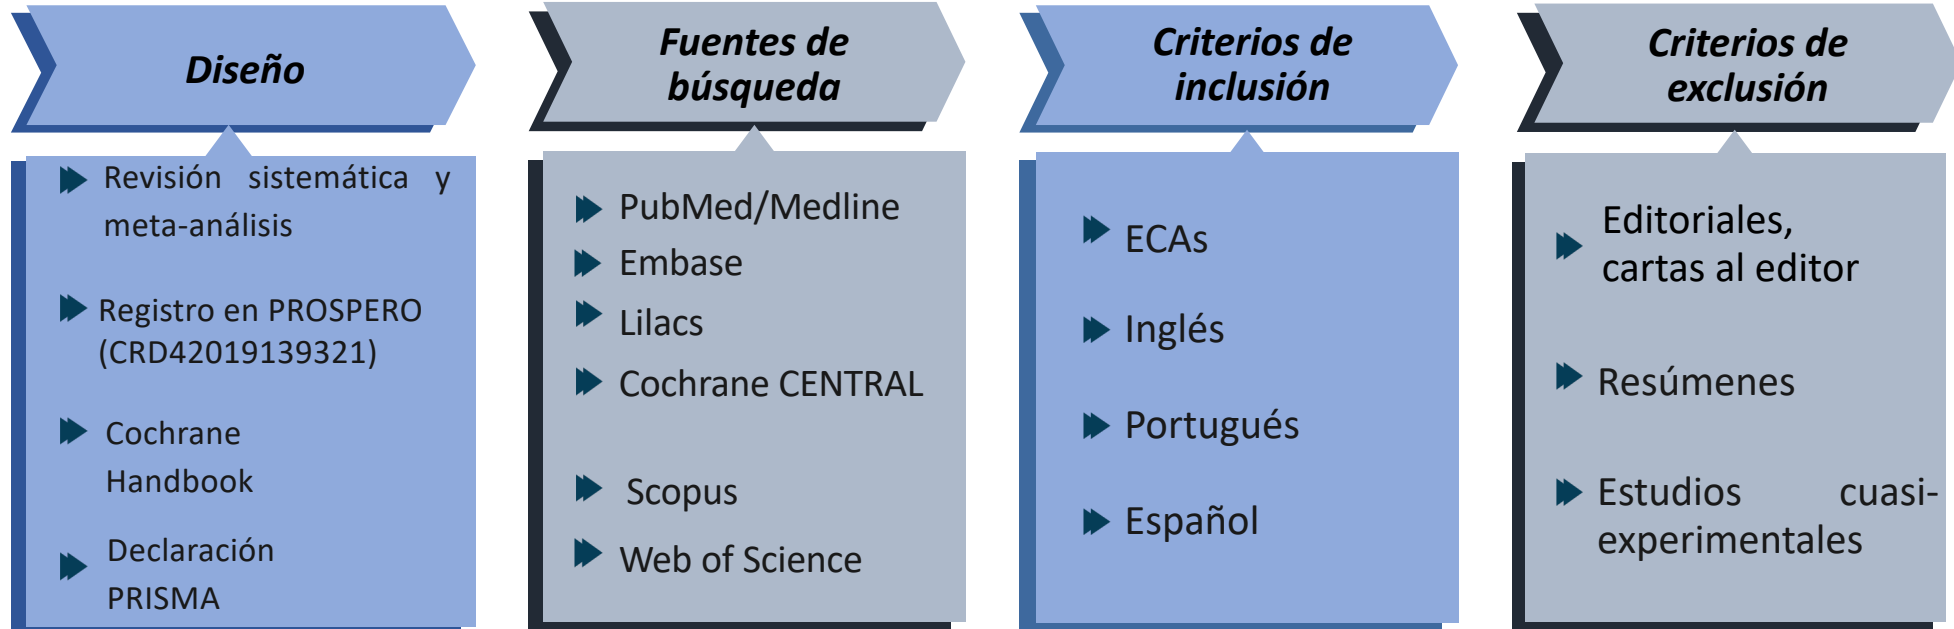 Diseño
Revisión sistemática y
meta-análisis
Registro en PROSPERO
(CRD42019139321)
Cochrane
Handbook
Declaración
PRISMA
Fuentes de
búsqueda
PubMed/Medline
Embase
Lilacs
Cochrane CENTRAL
Scopus
Web of Science
Criterios de
inclusión
ECAs
Inglés
Portugués
Español
Criterios de
exclusión
Editoriales,
cartas al editor
Resúmenes
Estudios cuasi-
experimentales